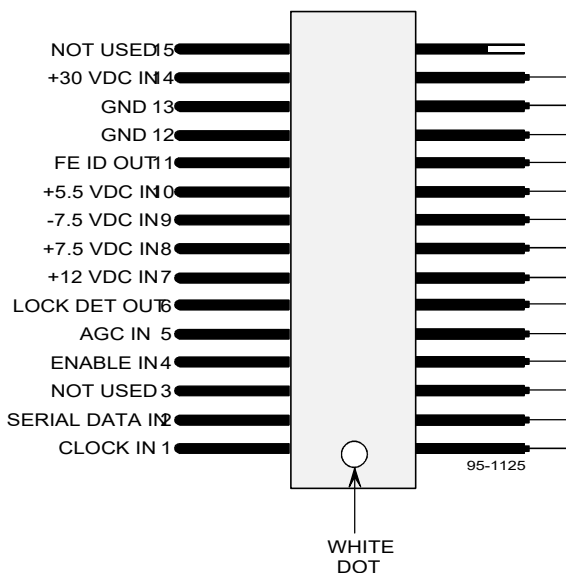 NOT USED 15
+30 VDC IN 14
GND 13
GND 12
FE ID OUT 11
+5.5 VDC IN 10
-7.5 VDC IN 9
+7.5 VDC IN 8
+12 VDC IN 7
LOCK DET OUT 6
AGC IN 5
ENABLE IN 4
NOT USED 3
SERIAL DATA IN 2
CLOCK IN 1
95-1125
WHITE
DOT